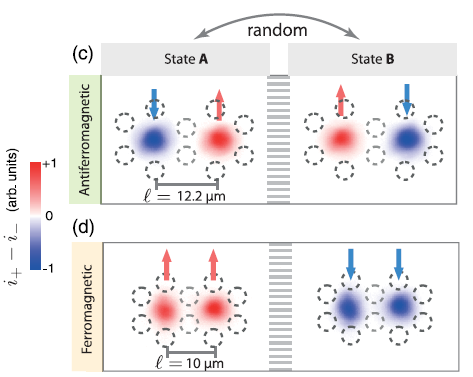 random
(c)
State A
State B
Antiferromagnetic
ℓ = 12.2 μm
i₊ − i₋ (arb. units)
+1
0
-1
(d)
Ferromagnetic
ℓ = 10 μm